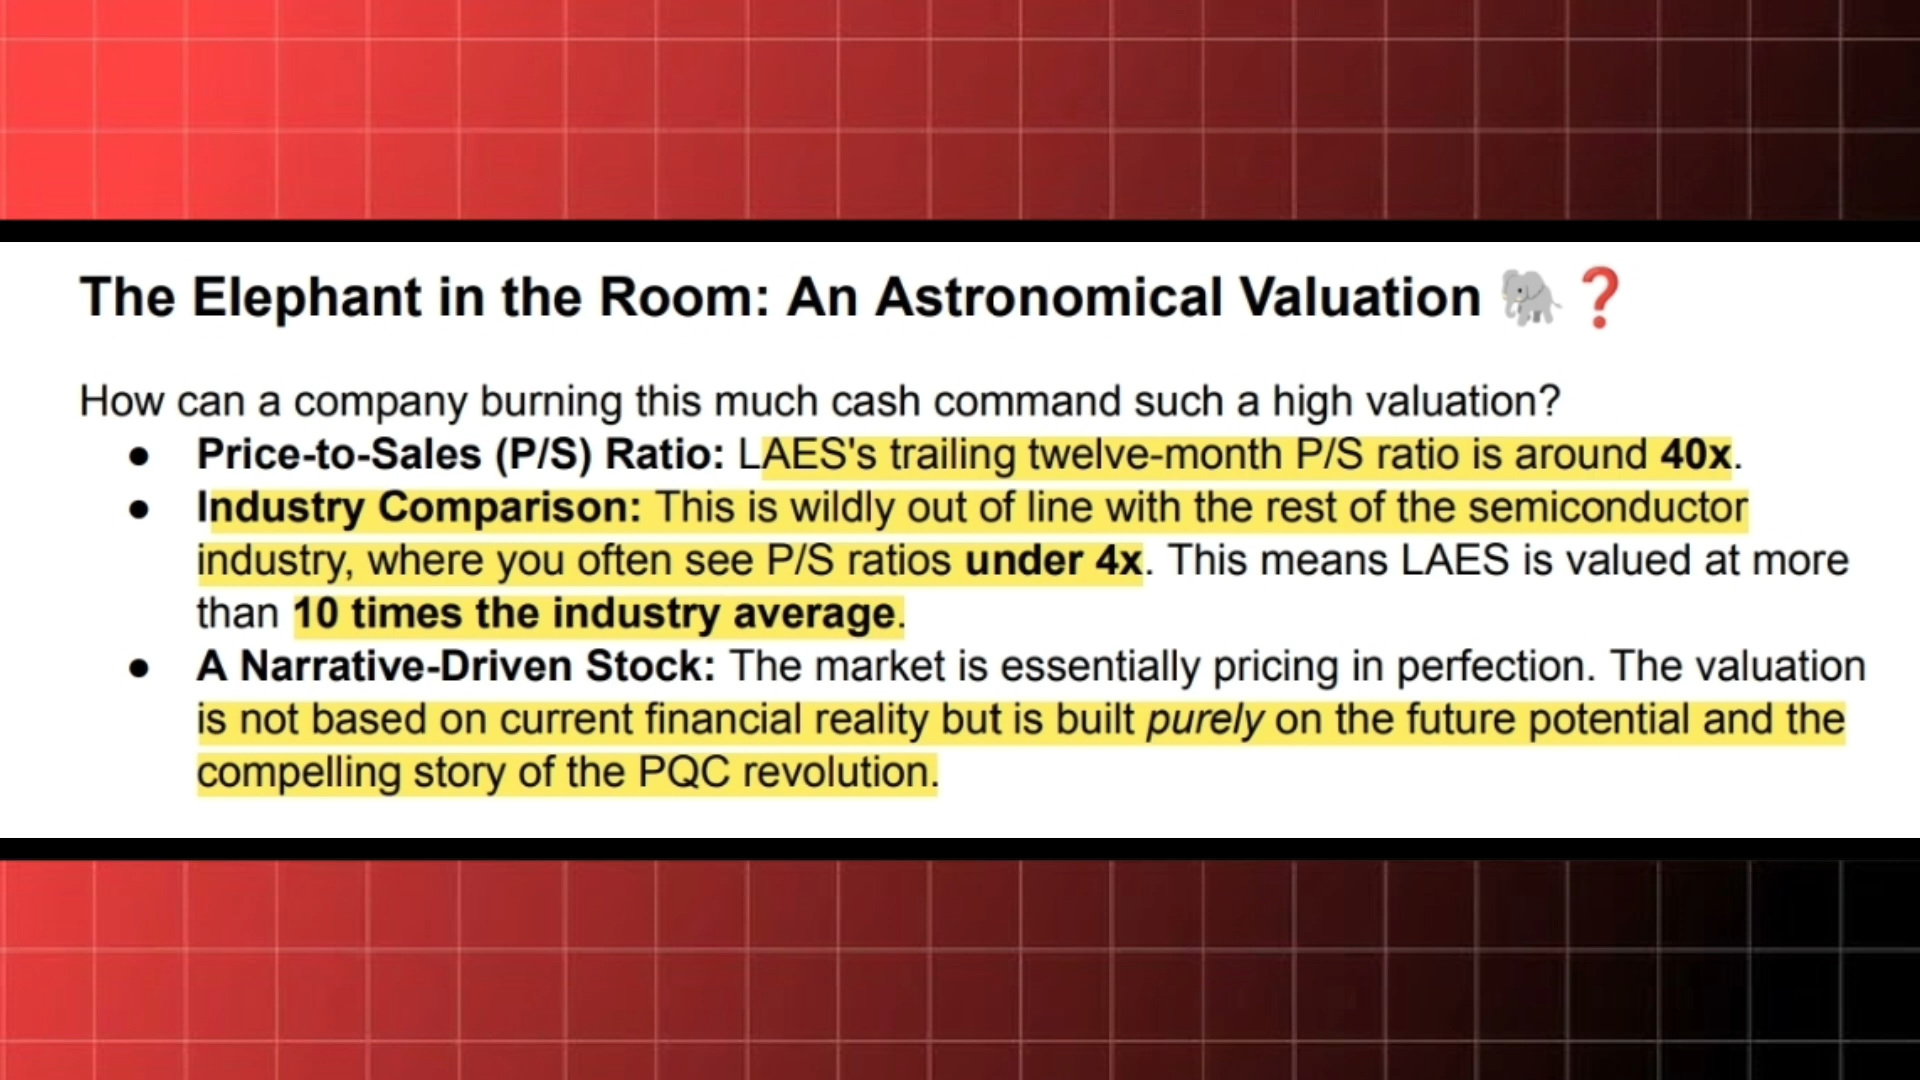 The Elephant in the Room: An Astronomical Valuation 🐘❓
How can a company burning this much cash command such a high valuation?
● Price-to-Sales (P/S) Ratio: LAES's trailing twelve-month P/S ratio is around 40x.
● Industry Comparison: This is wildly out of line with the rest of the semiconductor
industry, where you often see P/S ratios under 4x. This means LAES is valued at more
than 10 times the industry average.
● A Narrative-Driven Stock: The market is essentially pricing in perfection. The valuation
is not based on current financial reality but is built purely on the future potential and the
compelling story of the PQC revolution.